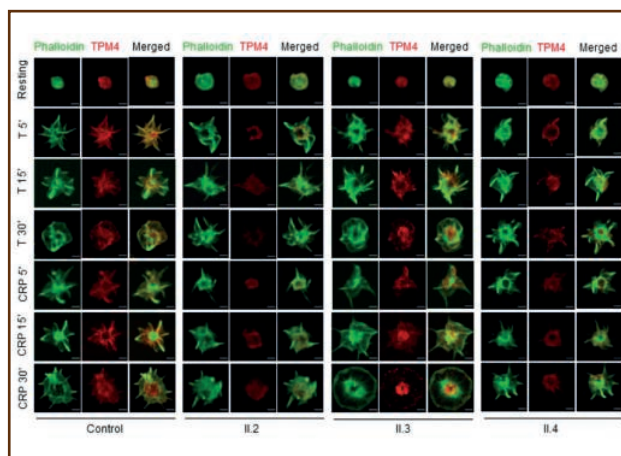 Phalloidin TPM4 Merged Phalloidin TPM4 Merged Phalloidin TPM4 Merged Phalloidin TPM4 Merged
Resting
T 5'
T 15'
T 30'
CRP 5'
CRP 15'
CRP 30'
Control II.2 II.3 II.4